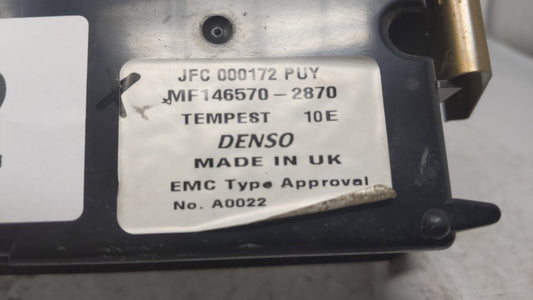 JFC 000172 PUY
MF146570-2870
TEMPEST 10E
DENSO
MADE IN UK
EMC Type Approval
No. A0022